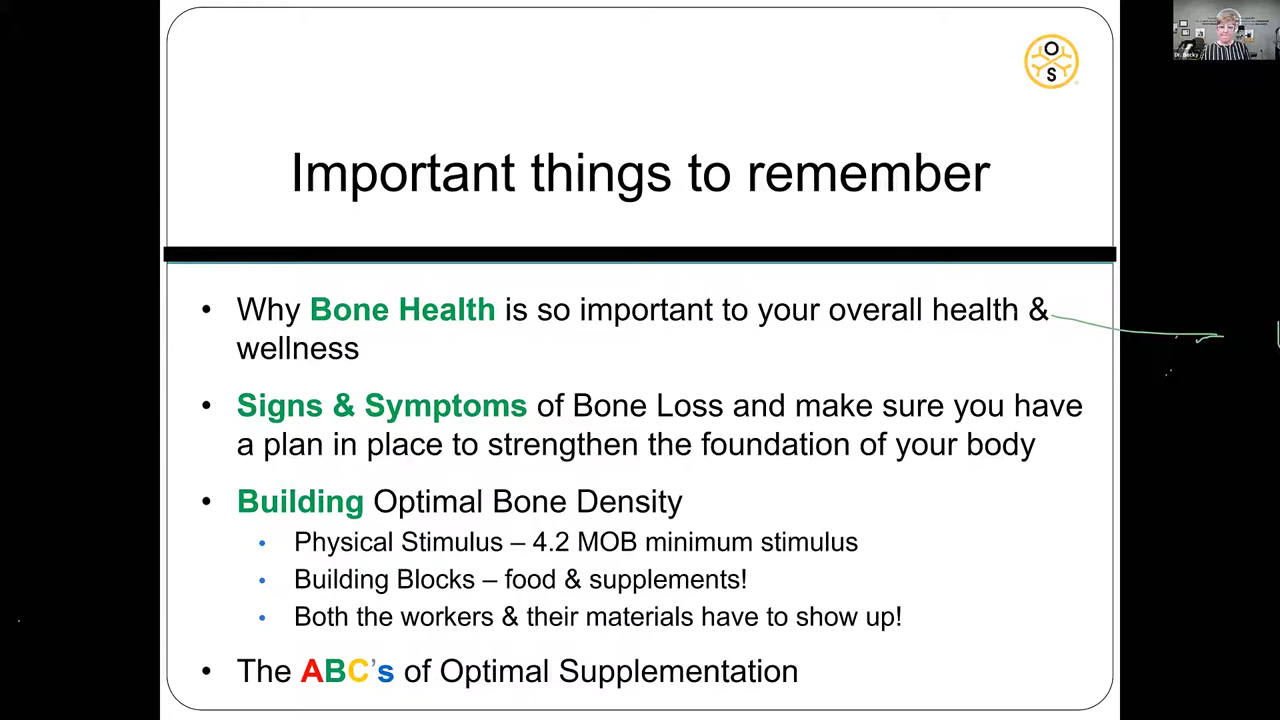 O
S
Dr. Becky
Important things to remember
• Why Bone Health is so important to your overall health &
wellness
• Signs & Symptoms of Bone Loss and make sure you have
a plan in place to strengthen the foundation of your body
• Building Optimal Bone Density
• Physical Stimulus – 4.2 MOB minimum stimulus
• Building Blocks – food & supplements!
• Both the workers & their materials have to show up!
• The ABC's of Optimal Supplementation